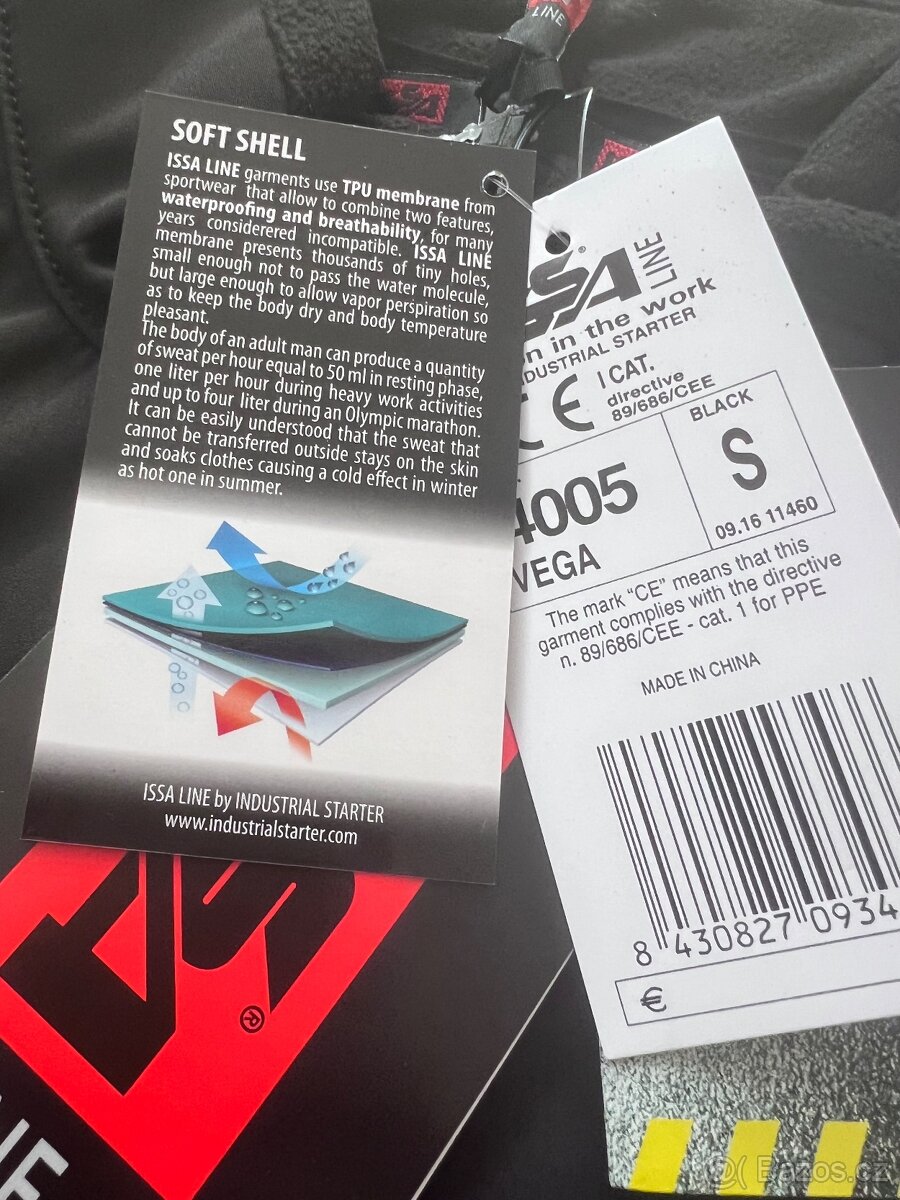 LINE
SOFT SHELL
ISSA LINE garments use TPU membrane from
sportwear that allow to combine two features,
waterproofing and breathability, for many
years considerered incompatible. ISSA LINE
membrane presents thousands of tiny holes,
small enough not to pass the water molecule,
but large enough to allow vapor perspiration so
as to keep the body dry and body temperature
pleasant.
The body of an adult man can produce a quantity
of sweat per hour equal to 50 ml in resting phase,
one liter per hour during heavy work activities
and up to four liter during an Olympic marathon.
It can be easily understood that the sweat that
cannot be transferred outside stays on the skin
and soaks clothes causing a cold effect in winter
as hot one in summer.
ISSA LINE by INDUSTRIAL STARTER
www.industrialstarter.com
SSA LINE
®
n in the work
NDUSTRIAL STARTER
CE I CAT.
directive
89/686/CEE
BLACK
4005
S
VEGA
09.16 11460
The mark "CE" means that this
garment complies with the directive
n. 89/686/CEE - cat. 1 for PPE
MADE IN CHINA
8 430827 0934
€
®
NE
Bazos.cz